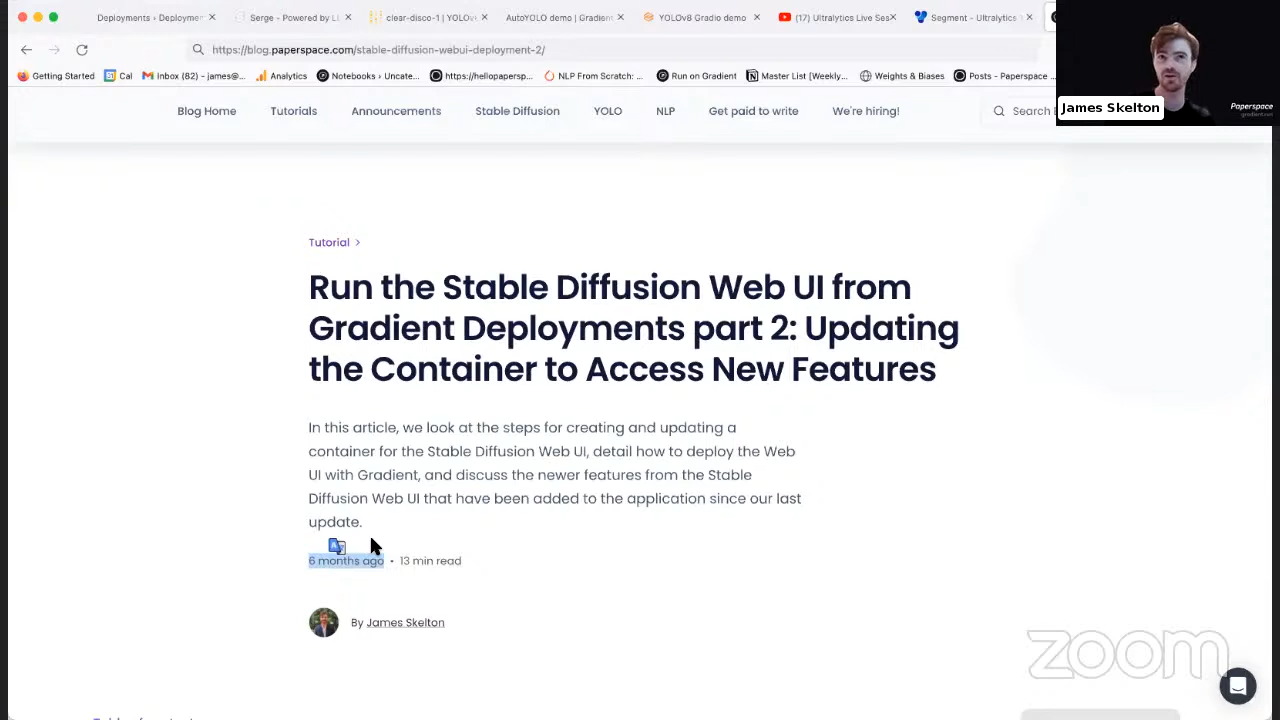 Deployments › Deploymen
Serge - Powered by Ll
clear-disco-1 | YOLOv
AutoYOLO demo | Gradient
YOLOv8 Gradio demo
(17) Ultralytics Live Ses
Segment - Ultralytics
https://blog.paperspace.com/stable-diffusion-webui-deployment-2/
Getting Started
Cal
Inbox (82) - james@...
Analytics
Notebooks › Uncate...
https://hellopapersp...
NLP From Scratch: ...
Run on Gradient
Master List [Weekly...
Weights & Biases
Posts - Paperspace ...
James Skelton
Paperspace
Blog Home
Tutorials
Announcements
Stable Diffusion
YOLO
NLP
Get paid to write
We're hiring!
Search
Tutorial >
Run the Stable Diffusion Web UI from
Gradient Deployments part 2: Updating
the Container to Access New Features
In this article, we look at the steps for creating and updating a
container for the Stable Diffusion Web UI, detail how to deploy the Web
UI with Gradient, and discuss the newer features from the Stable
Diffusion Web UI that have been added to the application since our last
update.
6 months ago • 13 min read
By James Skelton
zoom